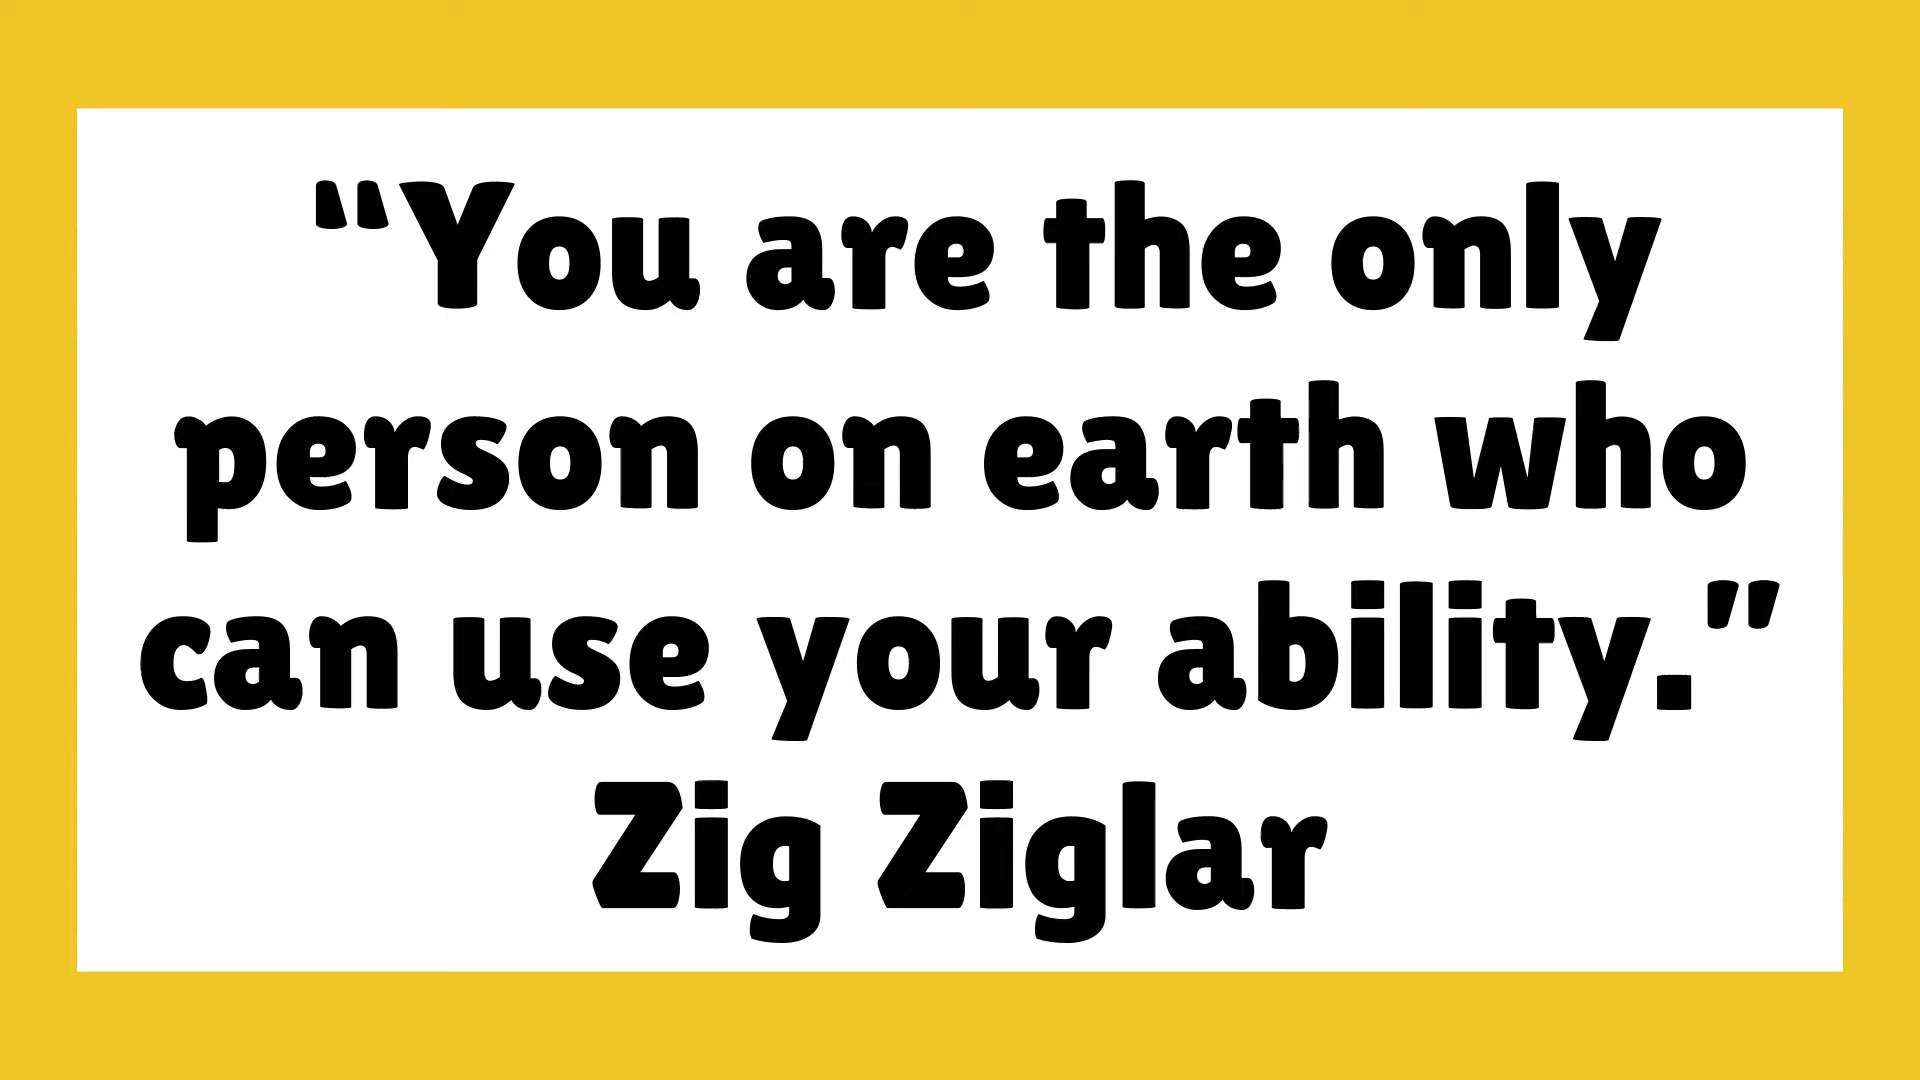 “You are the only
person on earth who
can use your ability.”
Zig Ziglar